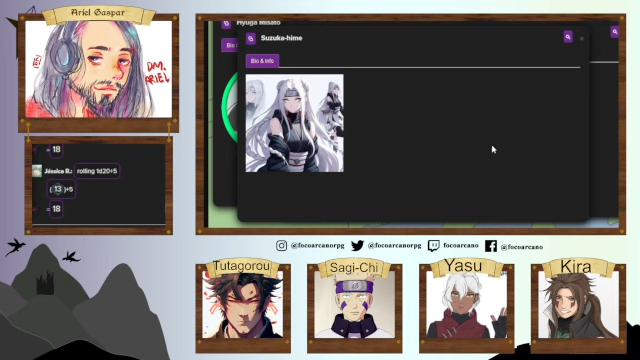 Ariel Gaspar
DM.
ARIEL
= 18
Jéssica R.: rolling 1d20+5
(13)+5
= 18
Hyuga Misato
Bio
Suzuka-hime
Bio & Info
@focoarcanorpg
@focoarcanorpg
focoarcano
@focoarcano
Tutagorou
Sagi-Chi
Yasu
Kira